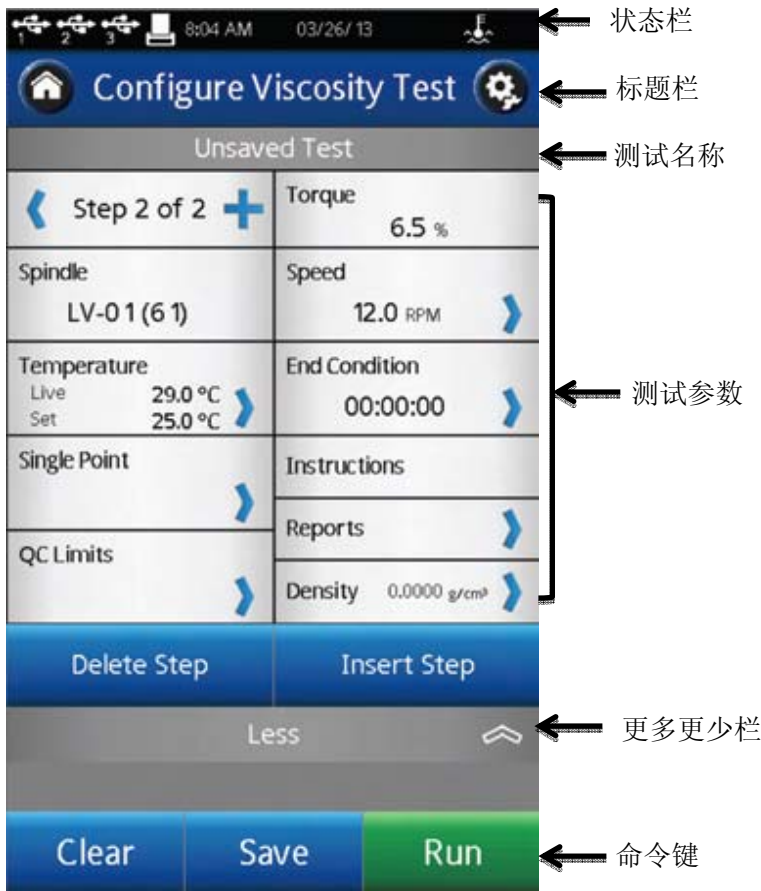 1 2 3 8:04 AM 03/26/13
状态栏
Configure Viscosity Test
标题栏
Unsaved Test
测试名称
Step 2 of 2
Torque
6.5 %
Spindle
LV-01 (61)
Speed
12.0 RPM
Temperature
Live 29.0 °C
Set 25.0 °C
End Condition
00:00:00
测试参数
Single Point
Instructions
Reports
QC Limits
Density 0.0000 g/cm³
Delete Step
Insert Step
Less
更多更少栏
Clear
Save
Run
命令键